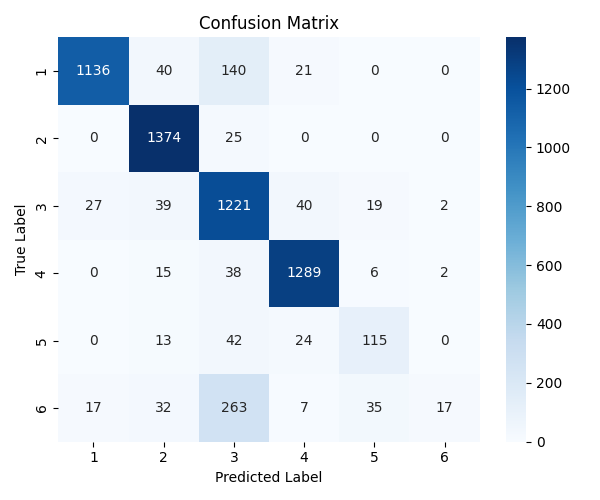 Confusion Matrix
True Label
1 1136 40 140 21 0 0
2 0 1374 25 0 0 0
3 27 39 1221 40 19 2
4 0 15 38 1289 6 2
5 0 13 42 24 115 0
6 17 32 263 7 35 17
1 2 3 4 5 6
Predicted Label
1200
1000
800
600
400
200
0